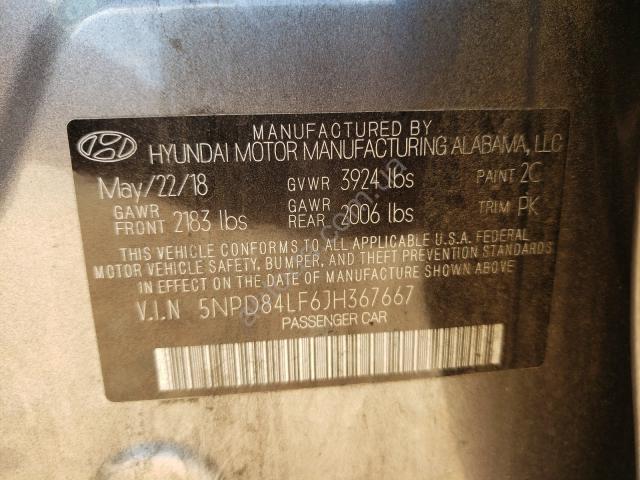 MANUFACTURED BY
HYUNDAI MOTOR MANUFACTURING ALABAMA, LLC
May/22/18 GVWR 3924 lbs PAINT 2C
GAWR FRONT 2183 lbs GAWR REAR 2006 lbs TRIM PK
THIS VEHICLE CONFORMS TO ALL APPLICABLE U.S.A. FEDERAL
MOTOR VEHICLE SAFETY, BUMPER, AND THEFT PREVENTION STANDARDS
IN EFFECT ON THE DATE OF MANUFACTURE SHOWN ABOVE.
V.I.N 5NPD84LF6JH367667
PASSENGER CAR